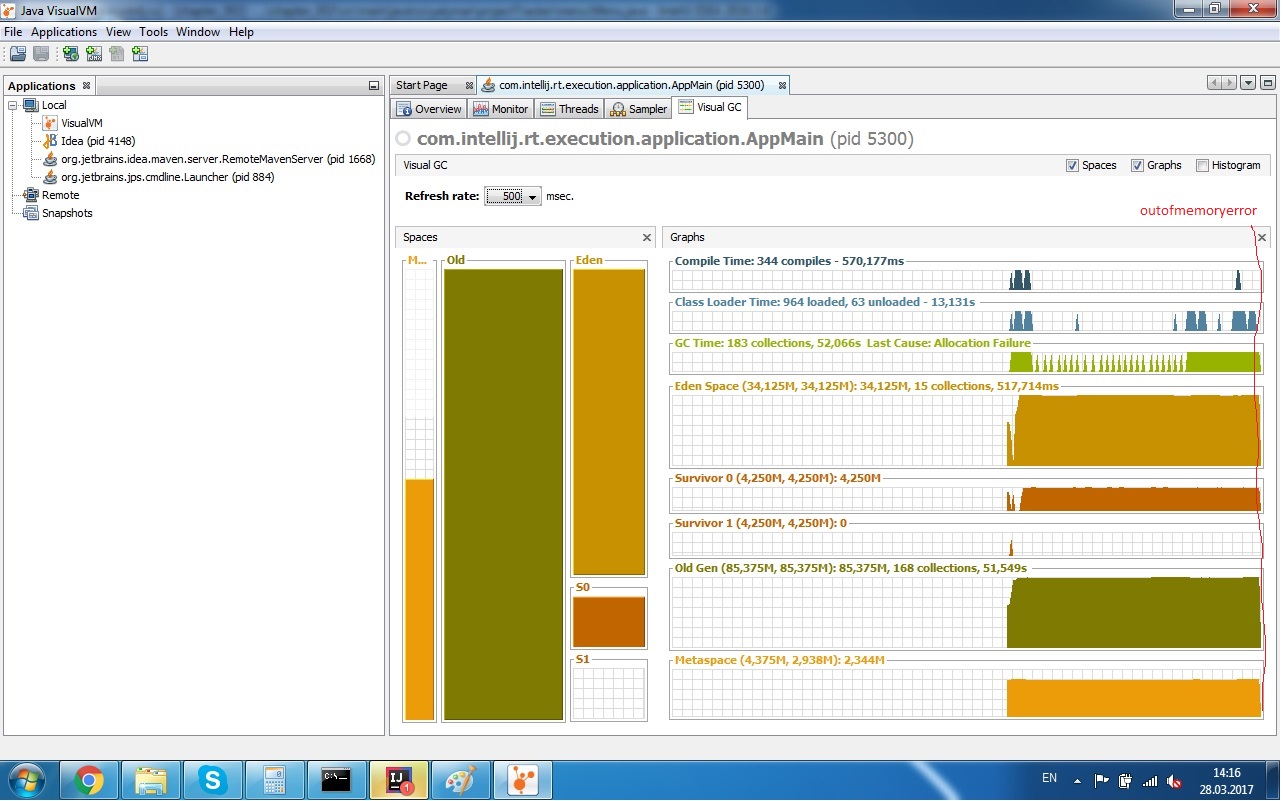 Java VisualVM
File Applications View Tools Window Help
Applications
Local
VisualVM
Idea (pid 4148)
org.jetbrains.idea.maven.server.RemoteMavenServer (pid 1668)
org.jetbrains.jps.cmdline.Launcher (pid 884)
Remote
Snapshots
Start Page com.intellij.rt.execution.application.AppMain (pid 5300)
Overview Monitor Threads Sampler Visual GC
com.intellij.rt.execution.application.AppMain (pid 5300)
Visual GC Spaces Graphs Histogram
Refresh rate: 500 msec.
outofmemoryerror
Spaces
M... Old Eden
S0
S1
Graphs
Compile Time: 344 compiles - 570,177ms
Class Loader Time: 964 loaded, 63 unloaded - 13,131s
GC Time: 183 collections, 52,066s Last Cause: Allocation Failure
Eden Space (34,125M, 34,125M): 34,125M, 15 collections, 517,714ms
Survivor 0 (4,250M, 4,250M): 4,250M
Survivor 1 (4,250M, 4,250M): 0
Old Gen (85,375M, 85,375M): 85,375M, 168 collections, 51,549s
Metaspace (4,375M, 2,938M): 2,344M
C:\
IJ
1
EN
14:16
28.03.2017